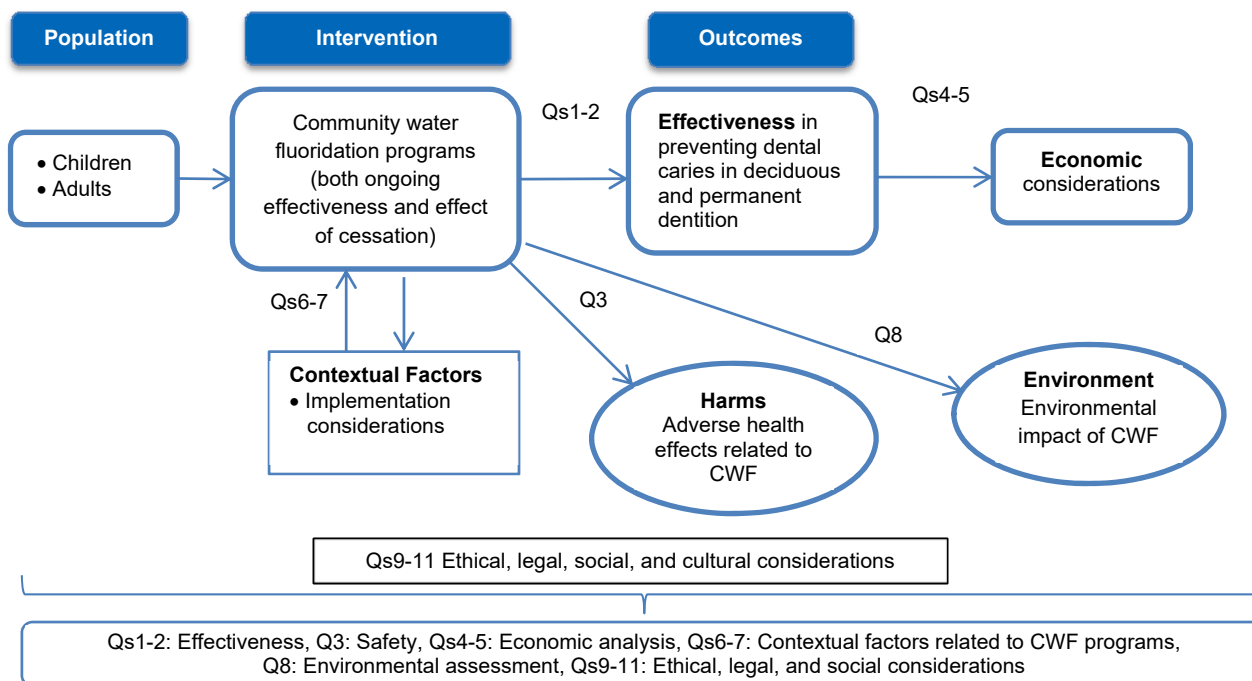 Population
Intervention
Outcomes
• Children
• Adults
Community water
fluoridation programs
(both ongoing
effectiveness and effect
of cessation)
Qs1-2
Effectiveness in
preventing dental
caries in deciduous
and permanent
dentition
Qs4-5
Economic
considerations
Qs6-7
Contextual Factors
• Implementation
considerations
Q3
Harms
Adverse health
effects related to
CWF
Q8
Environment
Environmental
impact of CWF
Qs9-11 Ethical, legal, social, and cultural considerations
Qs1-2: Effectiveness, Q3: Safety, Qs4-5: Economic analysis, Qs6-7: Contextual factors related to CWF programs,
Q8: Environmental assessment, Qs9-11: Ethical, legal, and social considerations